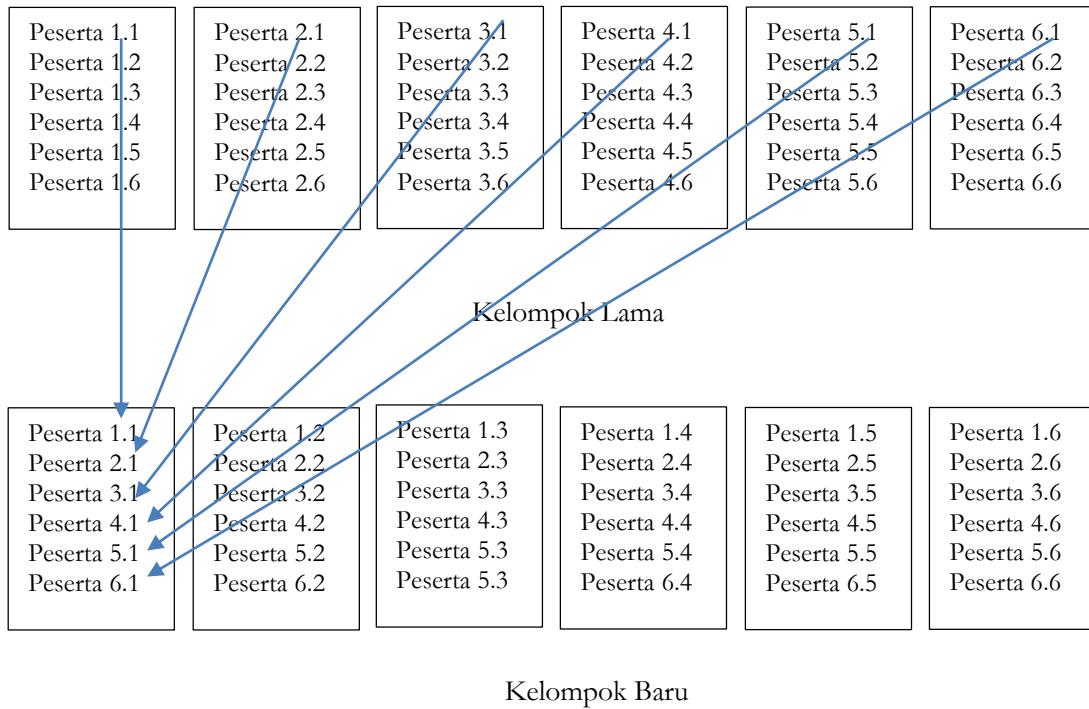 Peserta 1.1
Peserta 1.2
Peserta 1.3
Peserta 1.4
Peserta 1.5
Peserta 1.6
Peserta 2.1
Peserta 2.2
Peserta 2.3
Peserta 2.4
Peserta 2.5
Peserta 2.6
Peserta 3.1
Peserta 3.2
Peserta 3.3
Peserta 3.4
Peserta 3.5
Peserta 3.6
Peserta 4.1
Peserta 4.2
Peserta 4.3
Peserta 4.4
Peserta 4.5
Peserta 4.6
Peserta 5.1
Peserta 5.2
Peserta 5.3
Peserta 5.4
Peserta 5.5
Peserta 5.6
Peserta 6.1
Peserta 6.2
Peserta 6.3
Peserta 6.4
Peserta 6.5
Peserta 6.6
Kelompok Lama
Peserta 1.1
Peserta 2.1
Peserta 3.1
Peserta 4.1
Peserta 5.1
Peserta 6.1
Peserta 1.2
Peserta 2.2
Peserta 3.2
Peserta 4.2
Peserta 5.2
Peserta 6.2
Peserta 1.3
Peserta 2.3
Peserta 3.3
Peserta 4.3
Peserta 5.3
Peserta 5.3
Peserta 1.4
Peserta 2.4
Peserta 3.4
Peserta 4.4
Peserta 5.4
Peserta 6.4
Peserta 1.5
Peserta 2.5
Peserta 3.5
Peserta 4.5
Peserta 5.5
Peserta 6.5
Peserta 1.6
Peserta 2.6
Peserta 3.6
Peserta 4.6
Peserta 5.6
Peserta 6.6
Kelompok Baru